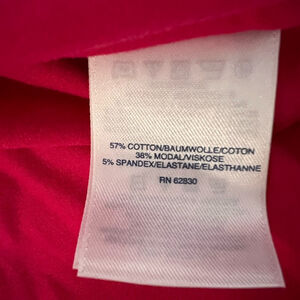 57% COTTON/BAUMWOLLE/COTON
38% MODAL/VISKOSE
5% SPANDEX/ELASTANE/ELASTHANNE
RN 62830